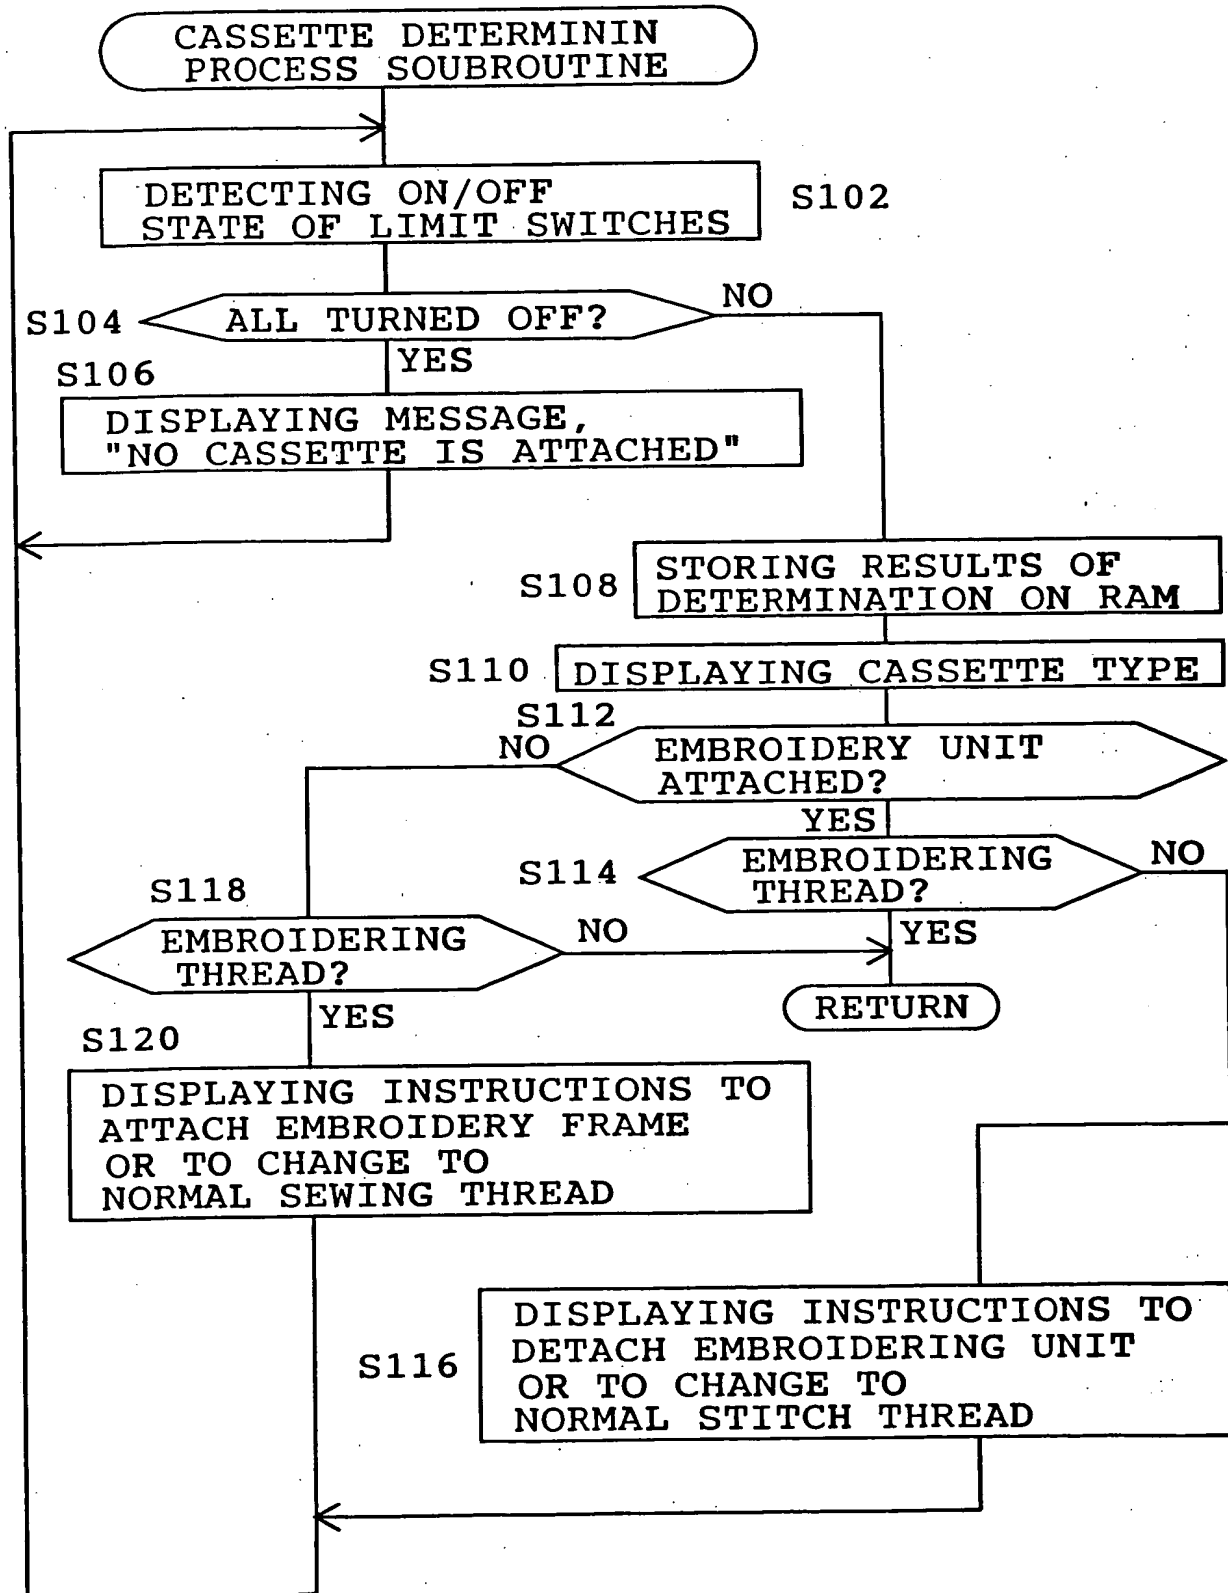 CASSETTE DETERMININ
PROCESS SOUBROUTINE
DETECTING ON/OFF
STATE OF LIMIT SWITCHES
S102
S104
ALL TURNED OFF?
NO
YES
S106
DISPLAYING MESSAGE,
"NO CASSETTE IS ATTACHED"
S108
STORING RESULTS OF
DETERMINATION ON RAM
S110
DISPLAYING CASSETTE TYPE
S112
NO
EMBROIDERY UNIT
ATTACHED?
YES
S114
EMBROIDERING
THREAD?
NO
YES
S118
EMBROIDERING
THREAD?
NO
YES
RETURN
S120
DISPLAYING INSTRUCTIONS TO
ATTACH EMBROIDERY FRAME
OR TO CHANGE TO
NORMAL SEWING THREAD
S116
DISPLAYING INSTRUCTIONS TO
DETACH EMBROIDERING UNIT
OR TO CHANGE TO
NORMAL STITCH THREAD